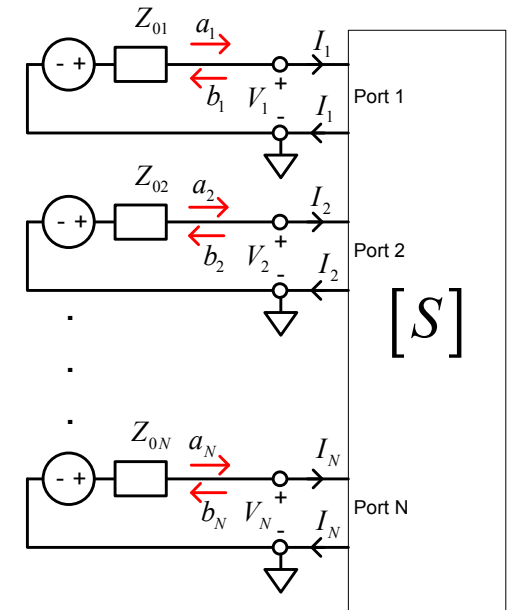 Z₀₁ a₁ I₁
- + b₁ V₁ + Port 1
- I₁
Z₀₂ a₂ I₂
- + b₂ V₂ + Port 2
- I₂
[S]
.
.
.
Z₀N aN IN
- + bN VN + Port N
- IN